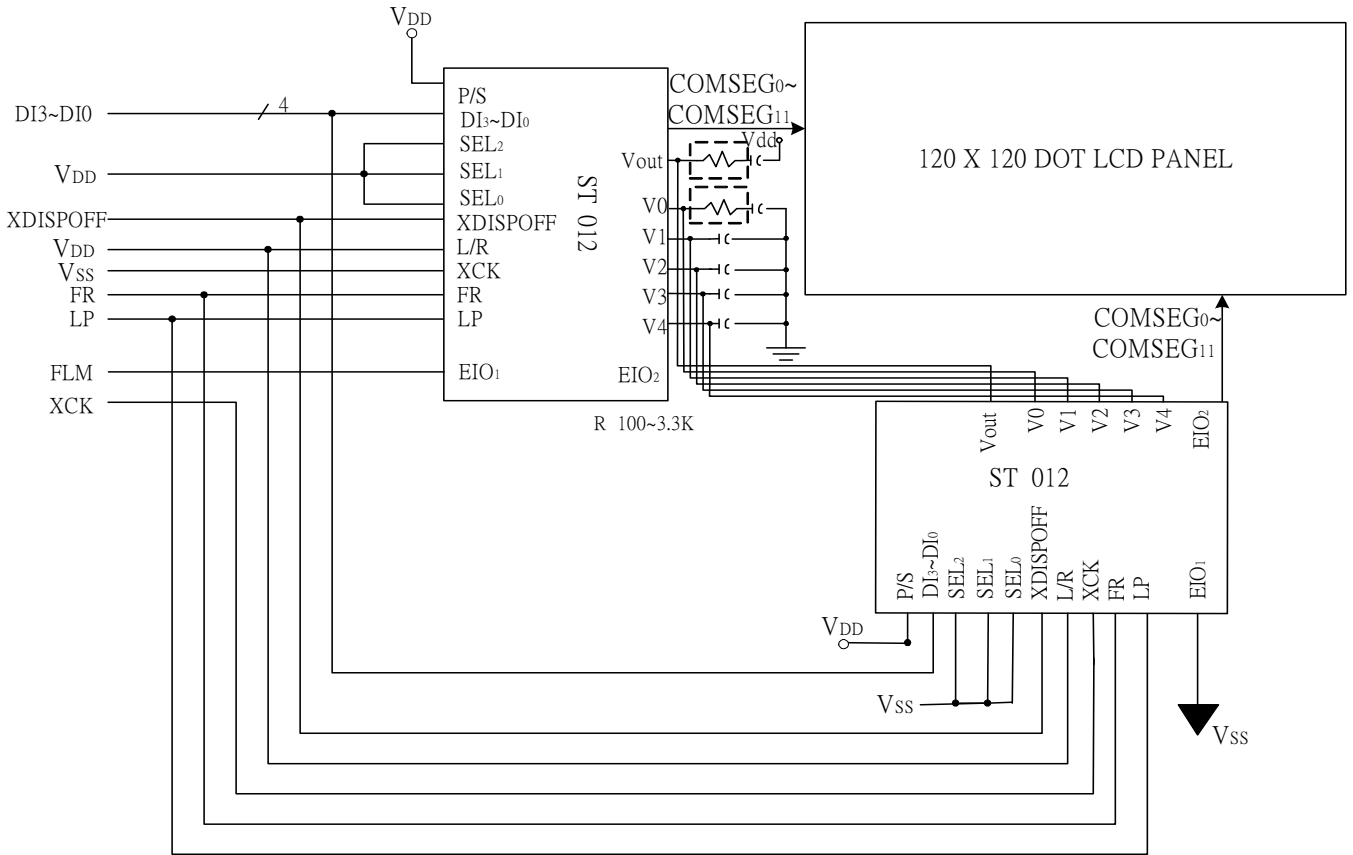 VDD
DI3~DI0
4
VDD
XDISPOFF
VDD
VSS
FR
LP
FLM
XCK
P/S
DI3~DI0
SEL2
SEL1
SEL0
XDISPOFF
L/R
XCK
FR
LP
EIO1
ST 012
Vout
V0
V1
V2
V3
V4
EIO2
R 100~3.3K
COMSEG0~
COMSEG11
Vdd
120 X 120 DOT LCD PANEL
COMSEG0~
COMSEG11
Vout
V0
V1
V2
V3
V4
EIO2
ST 012
P/S
DI3~DI0
SEL2
SEL1
SEL0
XDISPOFF
L/R
XCK
FR
LP
EIO1
VDD
VSS
VSS